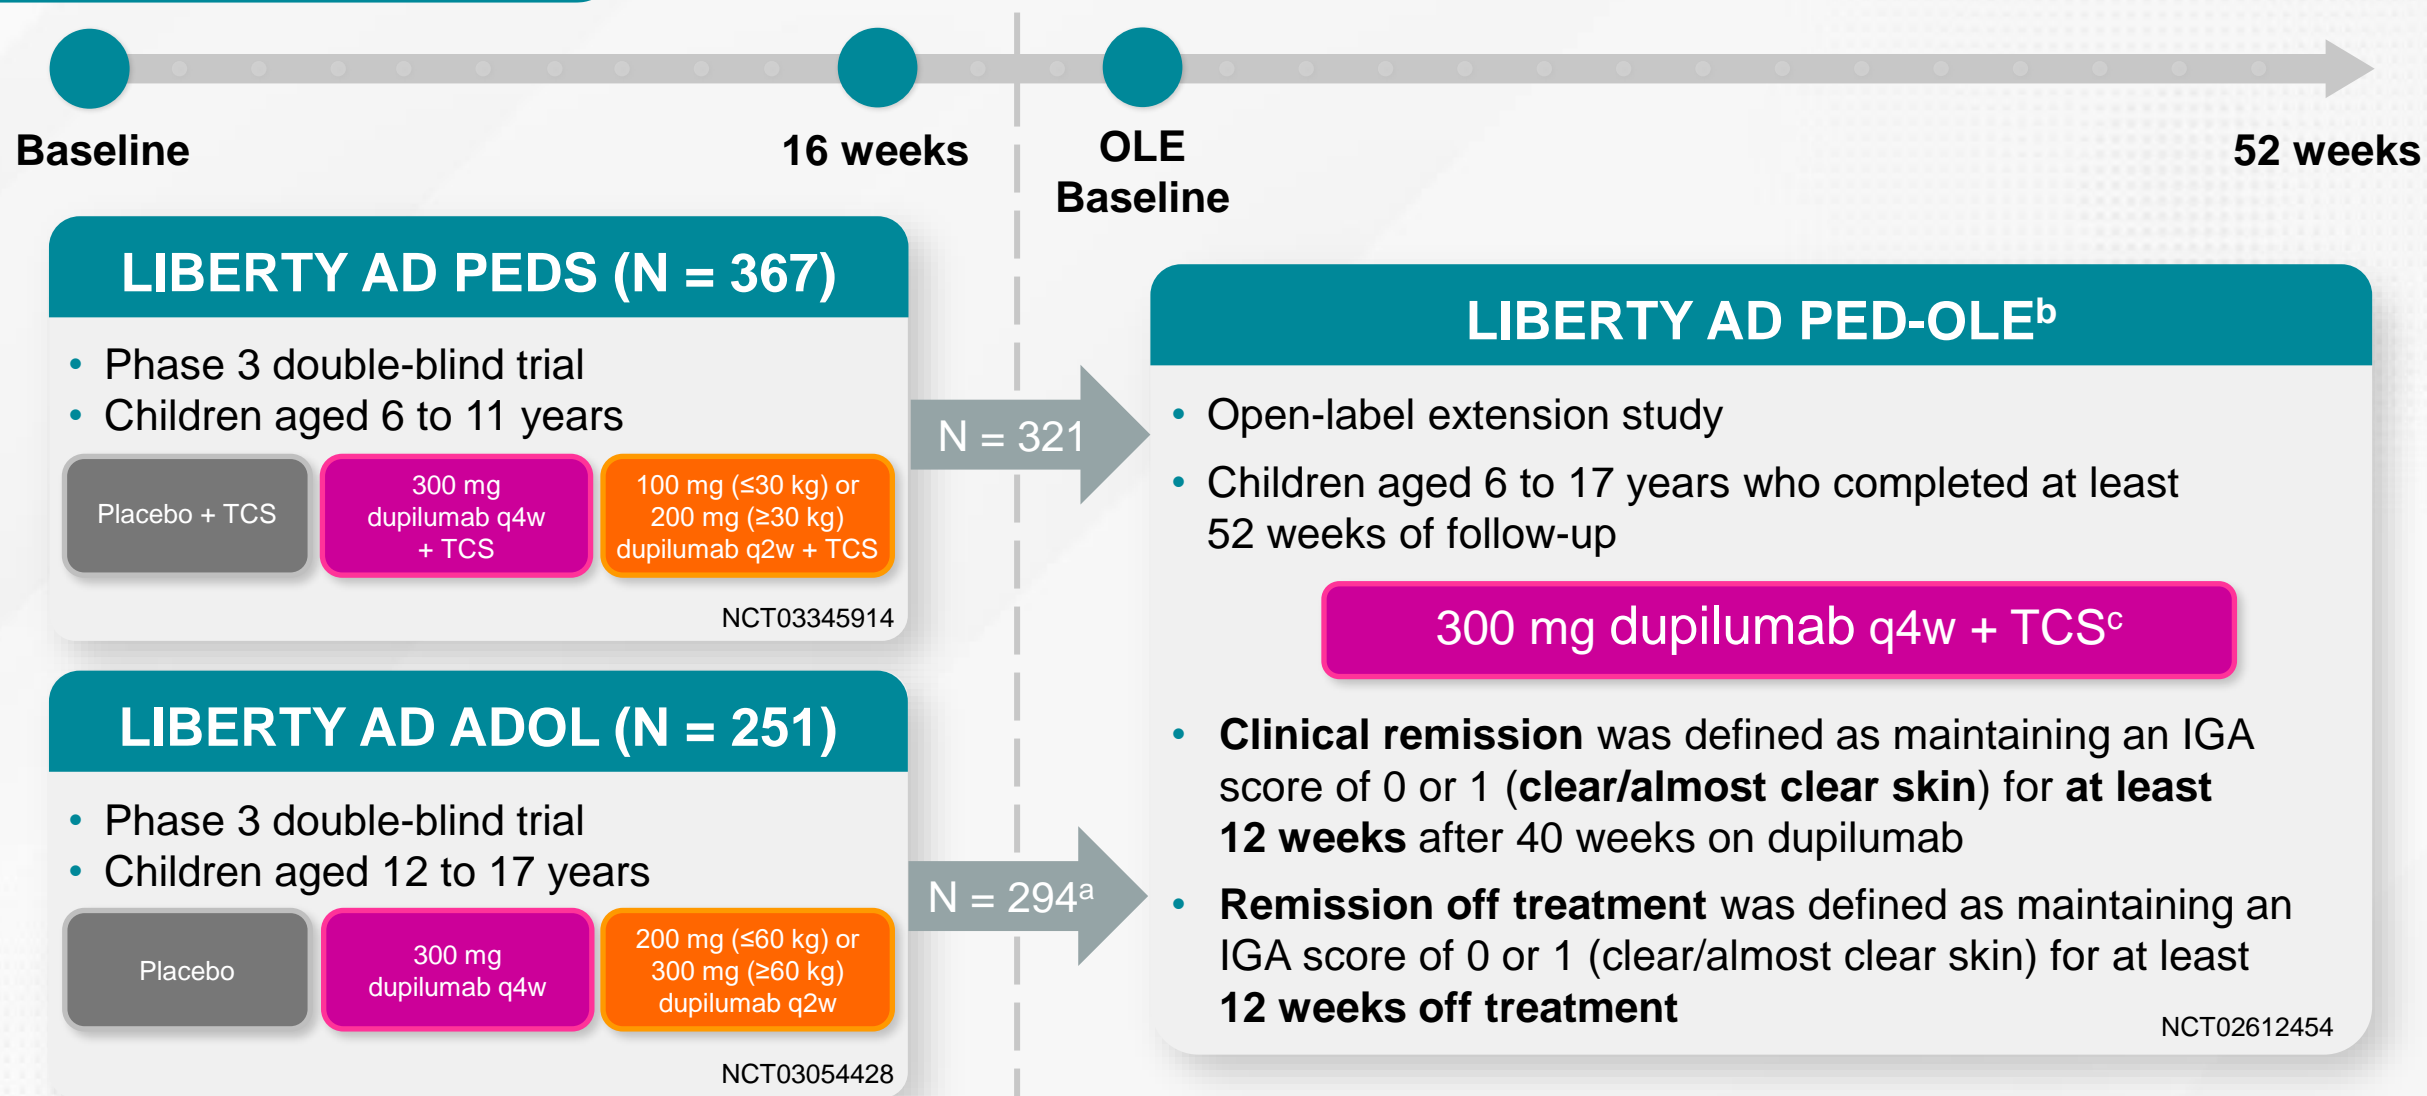 Baseline
16 weeks
OLE
Baseline
52 weeks
LIBERTY AD PEDS (N = 367)
• Phase 3 double-blind trial
• Children aged 6 to 11 years
Placebo + TCS
300 mg
dupilumab q4w
+ TCS
100 mg (≤30 kg) or
200 mg (≥30 kg)
dupilumab q2w + TCS
NCT03345914
N = 321
LIBERTY AD ADOL (N = 251)
• Phase 3 double-blind trial
• Children aged 12 to 17 years
Placebo
300 mg
dupilumab q4w
200 mg (≤60 kg) or
300 mg (≥60 kg)
dupilumab q2w
NCT03054428
N = 294ᵃ
LIBERTY AD PED-OLEᵇ
• Open-label extension study
• Children aged 6 to 17 years who completed at least
52 weeks of follow-up
300 mg dupilumab q4w + TCSᶜ
• Clinical remission was defined as maintaining an IGA
score of 0 or 1 (clear/almost clear skin) for at least
12 weeks after 40 weeks on dupilumab
• Remission off treatment was defined as maintaining an
IGA score of 0 or 1 (clear/almost clear skin) for at least
12 weeks off treatment
NCT02612454